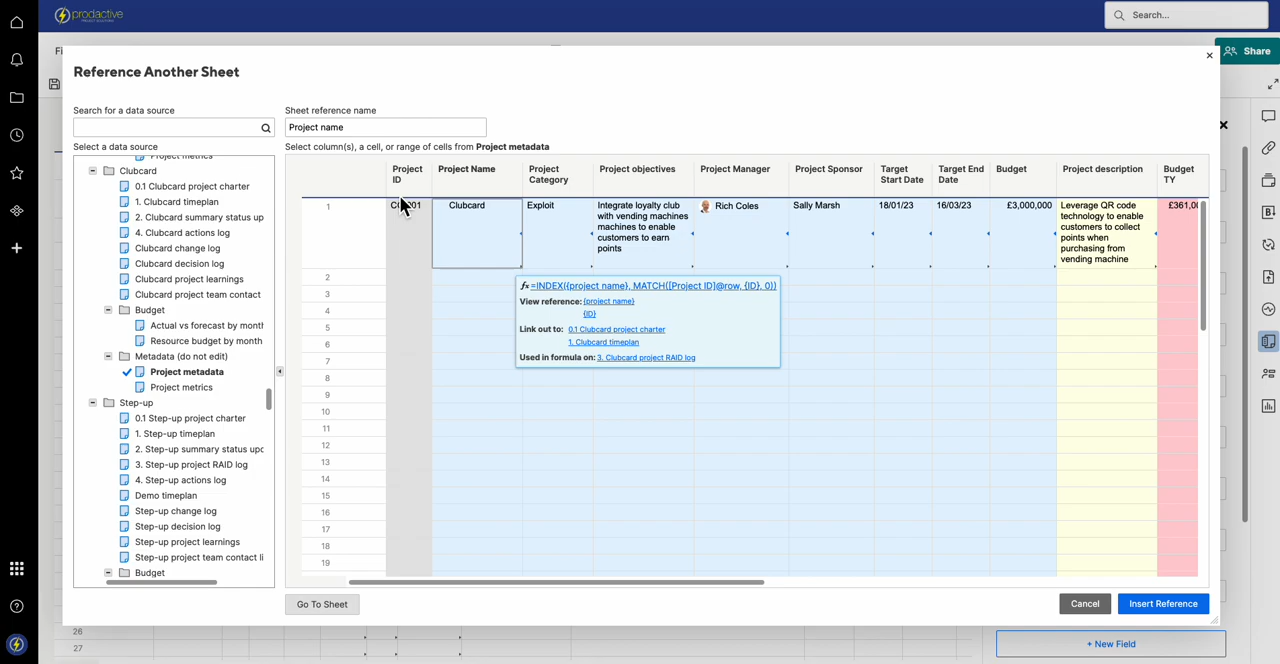 prodactive
PROJECT SOLUTIONS
Search...
Share
Reference Another Sheet
Search for a data source
Sheet reference name
Project name
Select a data source
Select column(s), a cell, or range of cells from Project metadata
Project metrics
Clubcard
0.1 Clubcard project charter
1. Clubcard timeplan
2. Clubcard summary status up
4. Clubcard actions log
Clubcard change log
Clubcard decision log
Clubcard project learnings
Clubcard project team contact
Budget
Actual vs forecast by month
Resource budget by month
Metadata (do not edit)
Project metadata
Project metrics
Step-up
0.1 Step-up project charter
1. Step-up timeplan
2. Step-up summary status upd
3. Step-up project RAID log
4. Step-up actions log
Demo timeplan
Step-up change log
Step-up decision log
Step-up project learnings
Step-up project team contact li
Budget
Project ID
Project Name
Project Category
Project objectives
Project Manager
Project Sponsor
Target Start Date
Target End Date
Budget
Project description
Budget TY
1
Clubcard
Exploit
Integrate loyalty club
with vending machines
machines to enable
customers to earn
points
Rich Coles
Sally Marsh
18/01/23
16/03/23
£3,000,000
Leverage QR code
technology to enable
customers to collect
points when
purchasing from
vending machine
£361,00
=INDEX({project name}, MATCH([Project ID]@row, {ID}, 0))
View reference: {project name}
{ID}
Link out to: 0.1 Clubcard project charter
1. Clubcard timeplan
Used in formula on: 3. Clubcard project RAID log
2
3
4
5
6
7
8
9
10
11
12
13
14
15
16
17
18
19
Go To Sheet
Cancel
Insert Reference
26
27
+ New Field